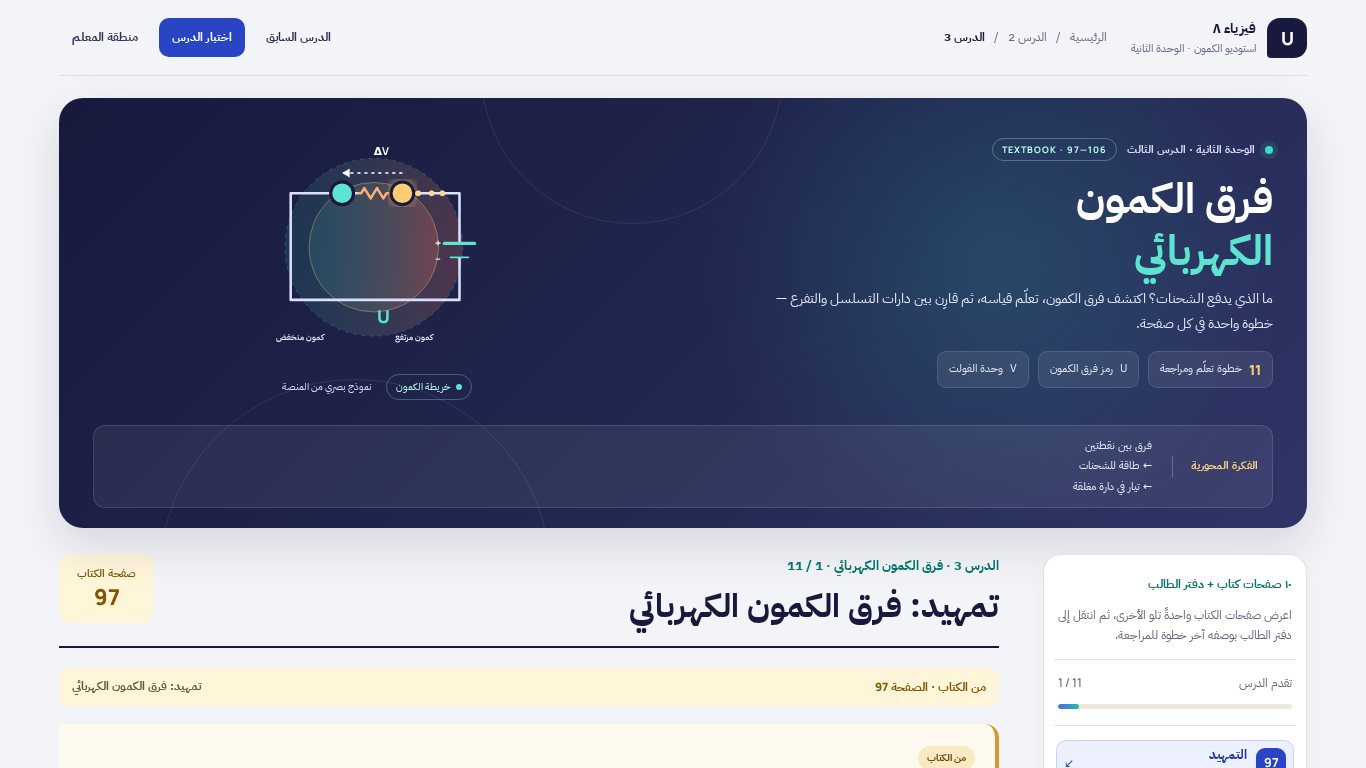 U
فيزياء ٨
استوديو الكمون · الوحدة الثانية
الرئيسية / الدرس 2 / الدرس 3
الدرس السابق
اختبار الدرس
منطقة المعلم
الوحدة الثانية · الدرس الثالث
TEXTBOOK · 97–106
فرق الكمون
الكهربائي
ما الذي يدفع الشحنات؟ اكتشف فرق الكمون، تعلّم قياسه، ثم قارِن بين دارات التسلسل والتفرع —
خطوة واحدة في كل صفحة.
11 خطوة تعلّم ومراجعة
U رمز فرق الكمون
V وحدة الفولت
ΔV
+
−
U
كمون مرتفع
كمون منخفض
خريطة الكمون
نموذج بصري من المنصة
الفكرة المحورية
فرق بين نقطتين
← طاقة للشحنات
← تيار في دارة مغلقة
١٠ صفحات كتاب + دفتر الطالب
اعرض صفحات الكتاب واحدةً تلو الأخرى، ثم انتقل إلى
دفتر الطالب بوصفه آخر خطوة للمراجعة.
تقدم الدرس
1 / 11
97
التمهيد
↙
الدرس 3 · فرق الكمون الكهربائي · 1 / 11
تمهيد: فرق الكمون الكهربائي
صفحة الكتاب
97
من الكتاب · الصفحة 97
تمهيد: فرق الكمون الكهربائي
من الكتاب